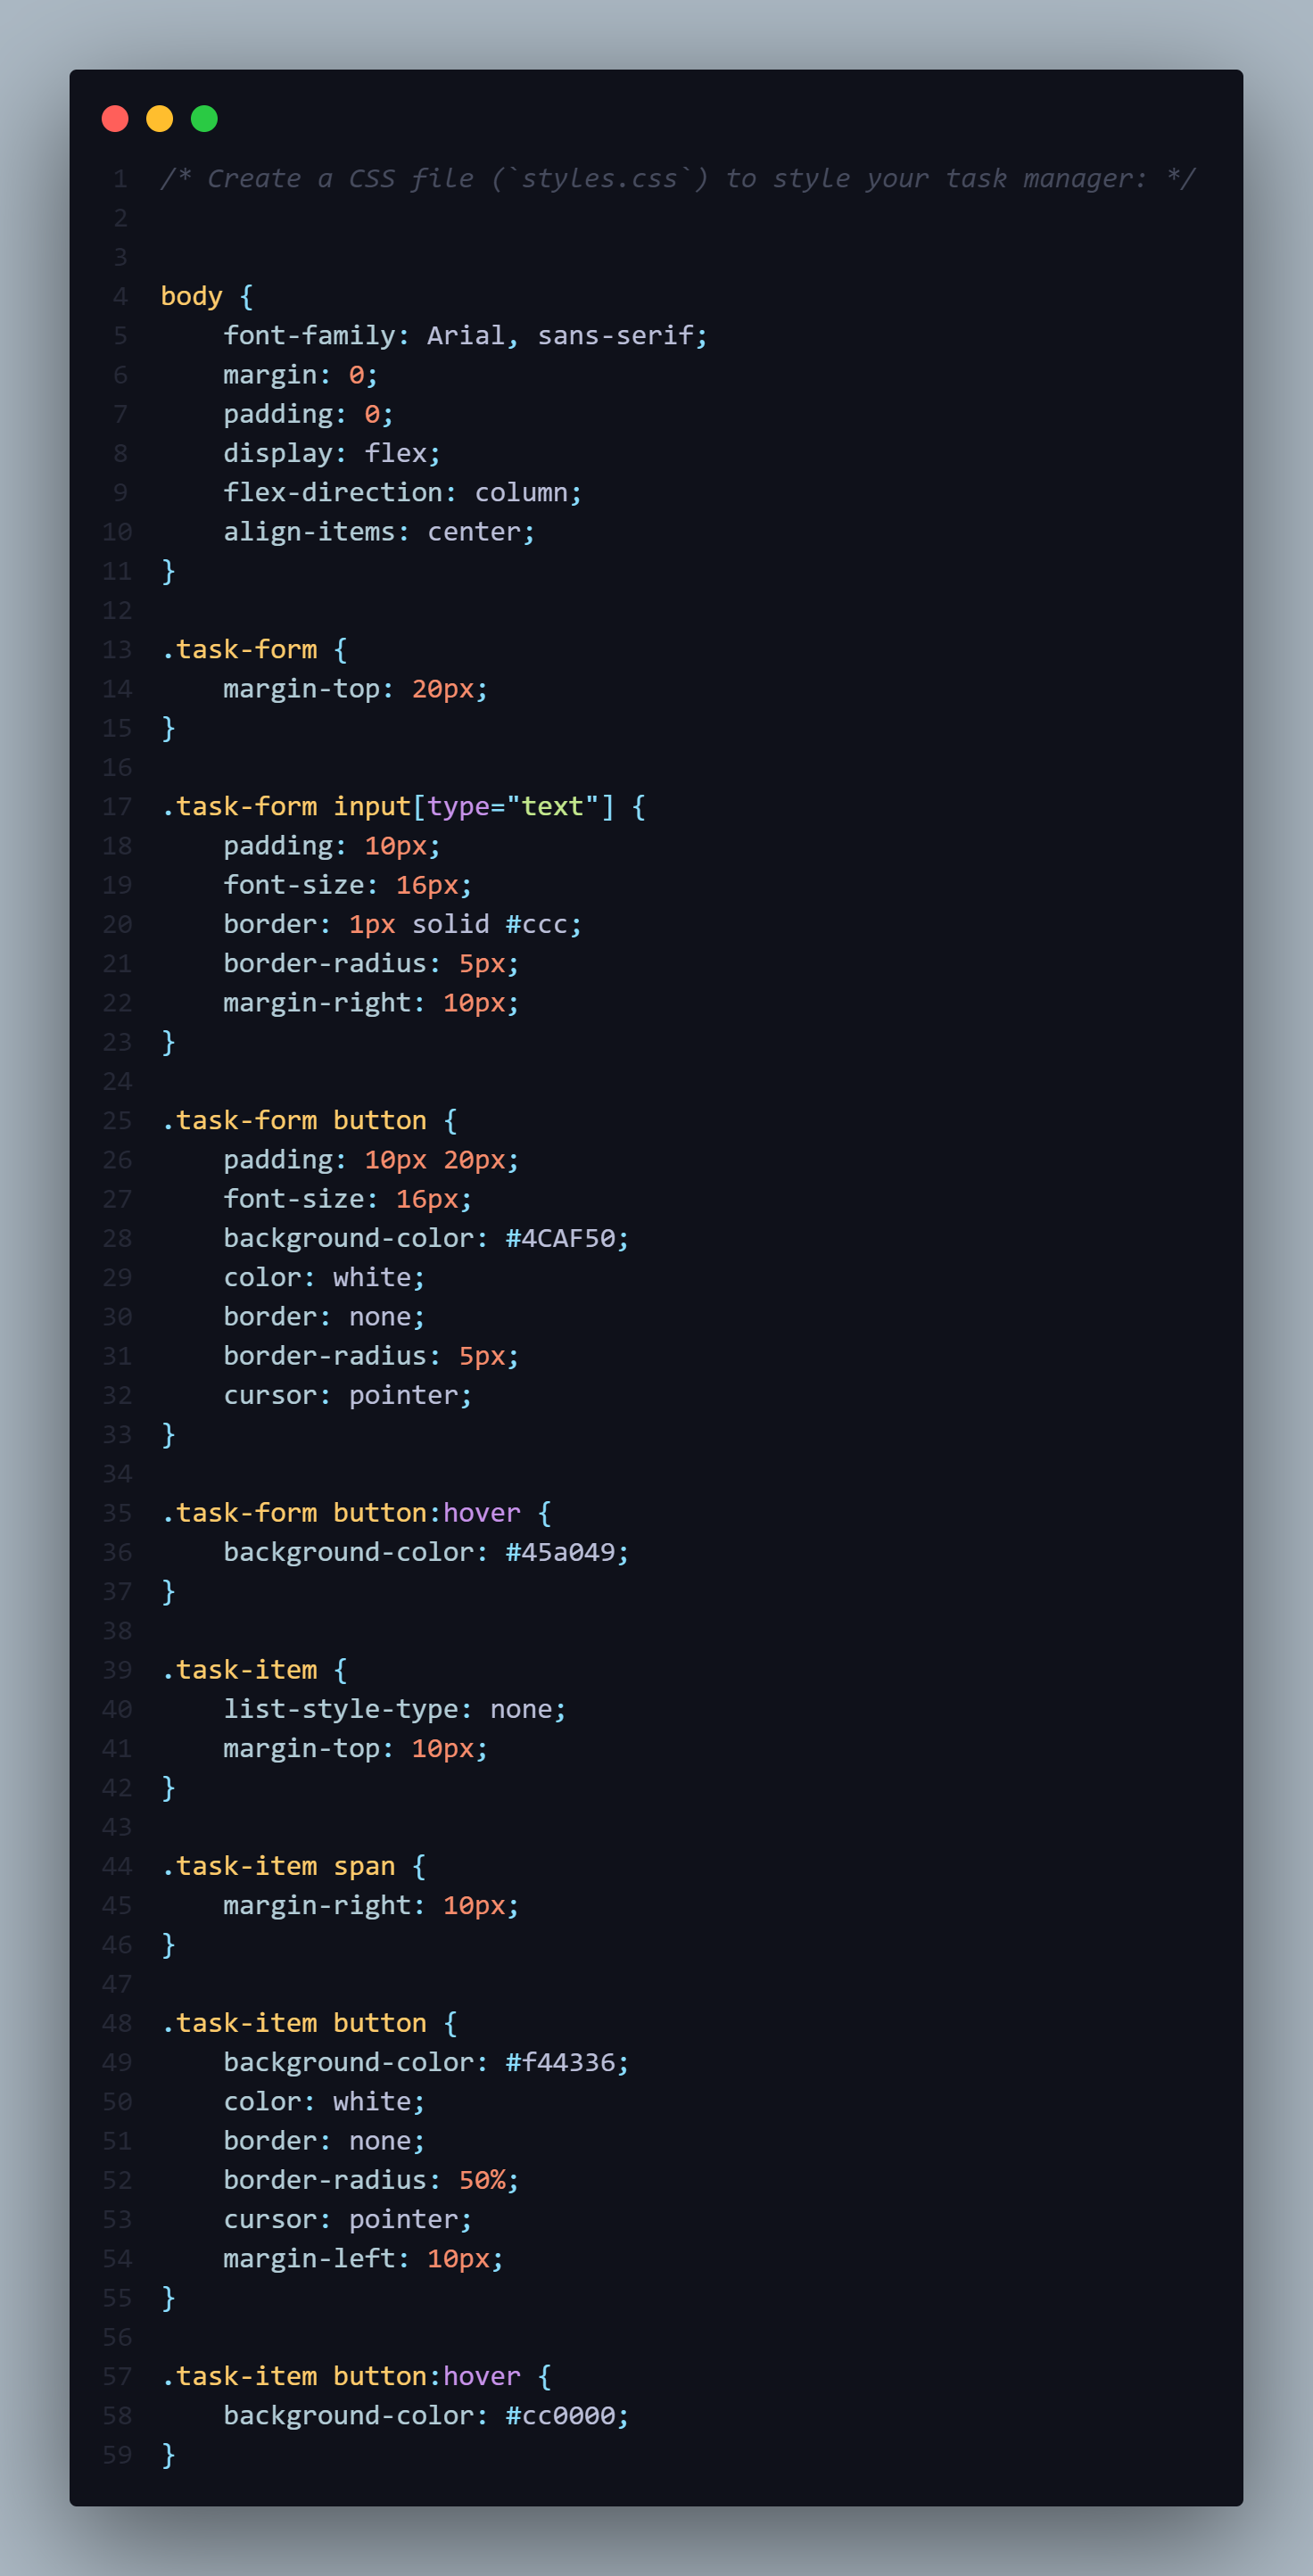 1 /* Create a CSS file (`styles.css`) to style your task manager: */
2
3
4 body {
5     font-family: Arial, sans-serif;
6     margin: 0;
7     padding: 0;
8     display: flex;
9     flex-direction: column;
10     align-items: center;
11 }
12
13 .task-form {
14     margin-top: 20px;
15 }
16
17 .task-form input[type="text"] {
18     padding: 10px;
19     font-size: 16px;
20     border: 1px solid #ccc;
21     border-radius: 5px;
22     margin-right: 10px;
23 }
24
25 .task-form button {
26     padding: 10px 20px;
27     font-size: 16px;
28     background-color: #4CAF50;
29     color: white;
30     border: none;
31     border-radius: 5px;
32     cursor: pointer;
33 }
34
35 .task-form button:hover {
36     background-color: #45a049;
37 }
38
39 .task-item {
40     list-style-type: none;
41     margin-top: 10px;
42 }
43
44 .task-item span {
45     margin-right: 10px;
46 }
47
48 .task-item button {
49     background-color: #f44336;
50     color: white;
51     border: none;
52     border-radius: 50%;
53     cursor: pointer;
54     margin-left: 10px;
55 }
56
57 .task-item button:hover {
58     background-color: #cc0000;
59 }